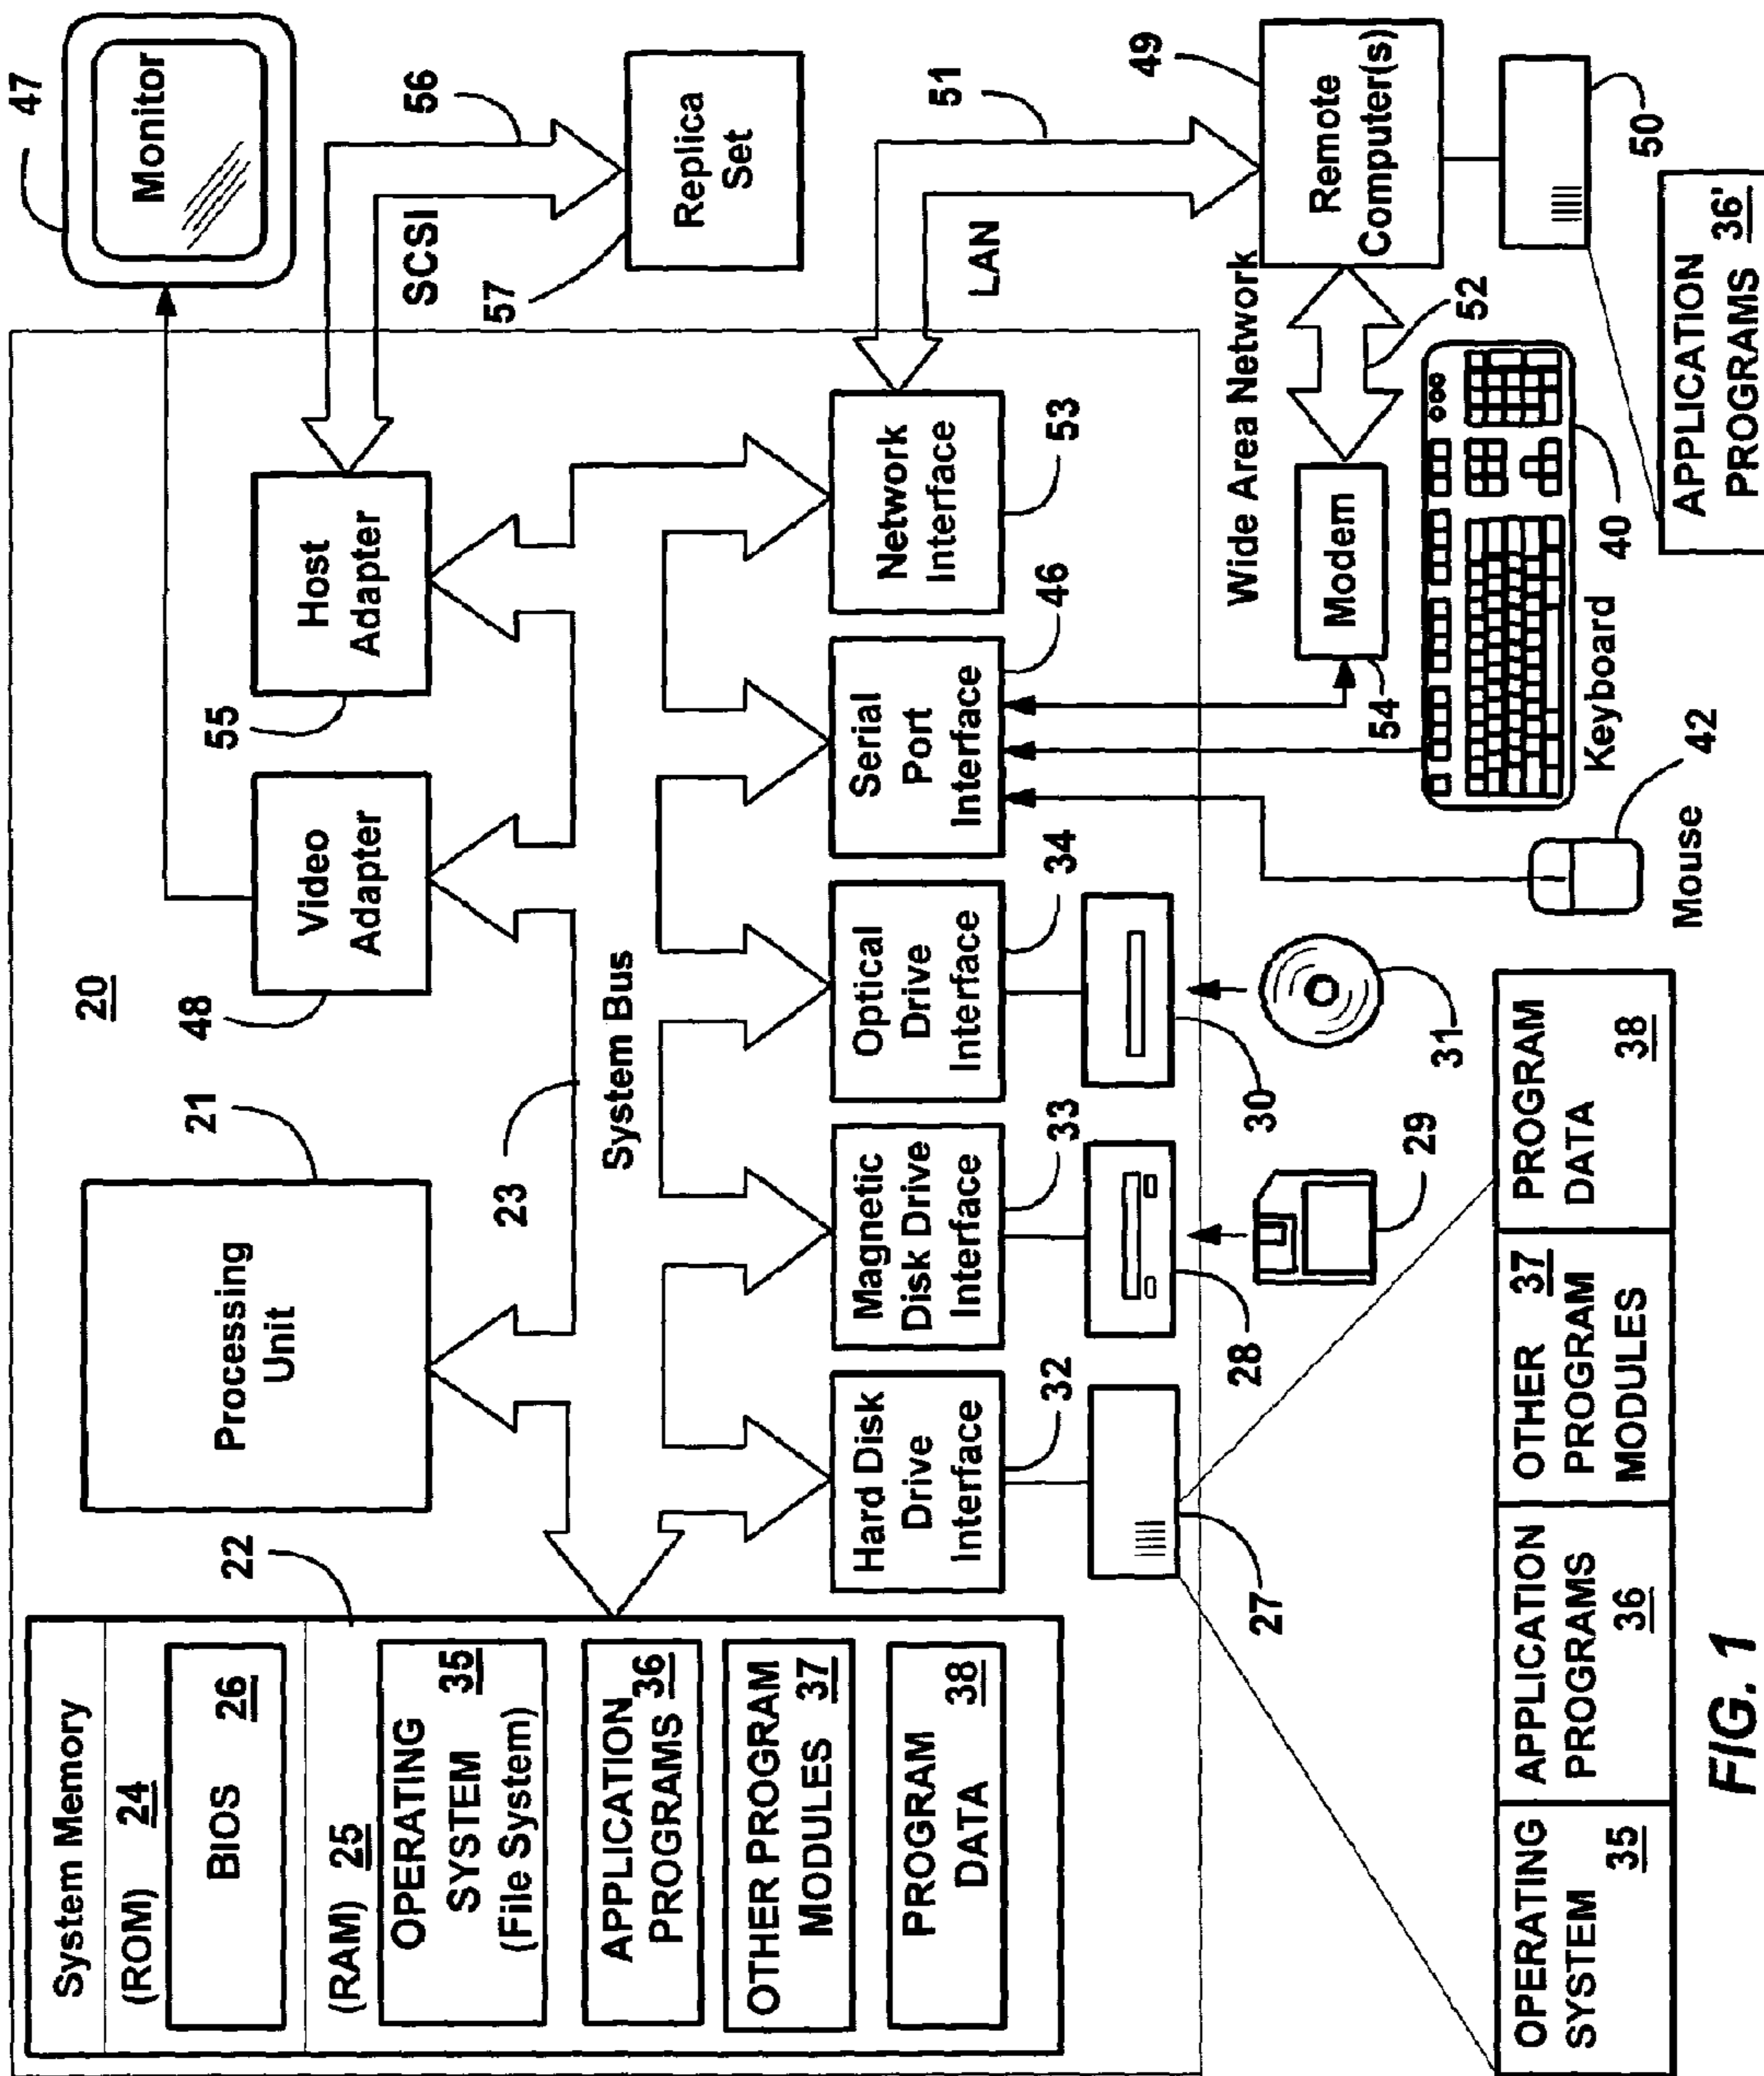 System Memory
(ROM) 24
BIOS 26
(RAM) 25
22
OPERATING
SYSTEM 35
(File System)
APPLICATION
PROGRAMS 36
OTHER PROGRAM
MODULES 37
PROGRAM
DATA 38
Processing
Unit
21
20
48
Video
Adapter
55
Host
Adapter
47
Monitor
23
System Bus
SCSI
56
57
Replica
Set
Hard Disk
Drive
Interface
32
Magnetic
Disk Drive
Interface
33
Optical
Drive
Interface
34
Serial
Port
Interface
46
Network
Interface
53
LAN
51
27
28
29
30
31
Wide Area Network
52
Modem
54
49
Remote
Computer(s)
50
40
Keyboard
42
Mouse
OPERATING
SYSTEM 35
APPLICATION
PROGRAMS
36
OTHER 37
PROGRAM
MODULES
PROGRAM
DATA
38
APPLICATION
PROGRAMS 36'
FIG. 1